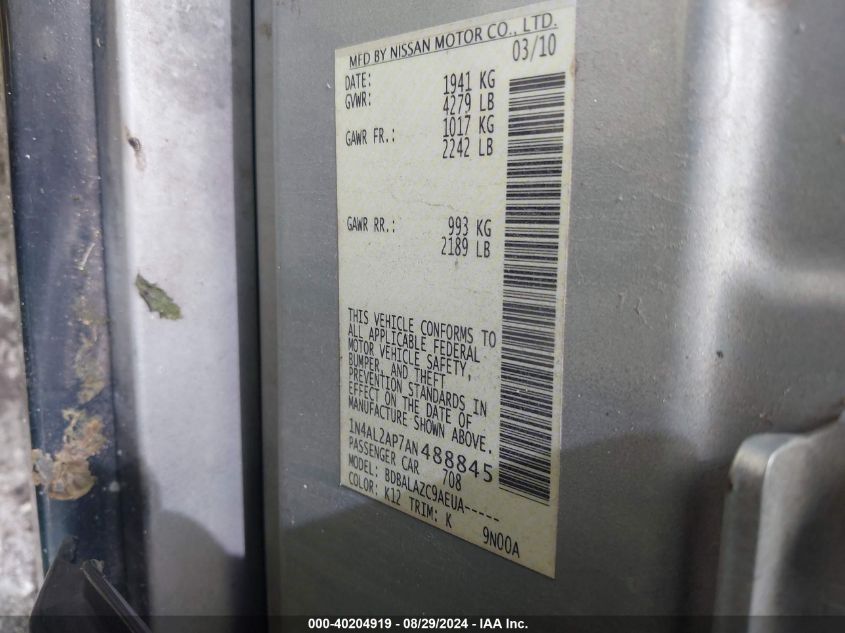 MFD BY NISSAN MOTOR CO., LTD.
DATE: 03/10
GVWR: 1941 KG
4279 LB
GAWR FR.: 1017 KG
2242 LB
GAWR RR.: 993 KG
2189 LB
THIS VEHICLE CONFORMS TO
ALL APPLICABLE FEDERAL
MOTOR VEHICLE SAFETY,
BUMPER, AND THEFT
PREVENTION STANDARDS IN
EFFECT ON THE DATE OF
MANUFACTURE SHOWN ABOVE.
1N4AL2AP7AN488845
PASSENGER CAR 708
MODEL: BDBALAZC9AEUA-----
COLOR: K12 TRIM: K 9N00A
000-40204919 - 08/29/2024 - IAA Inc.